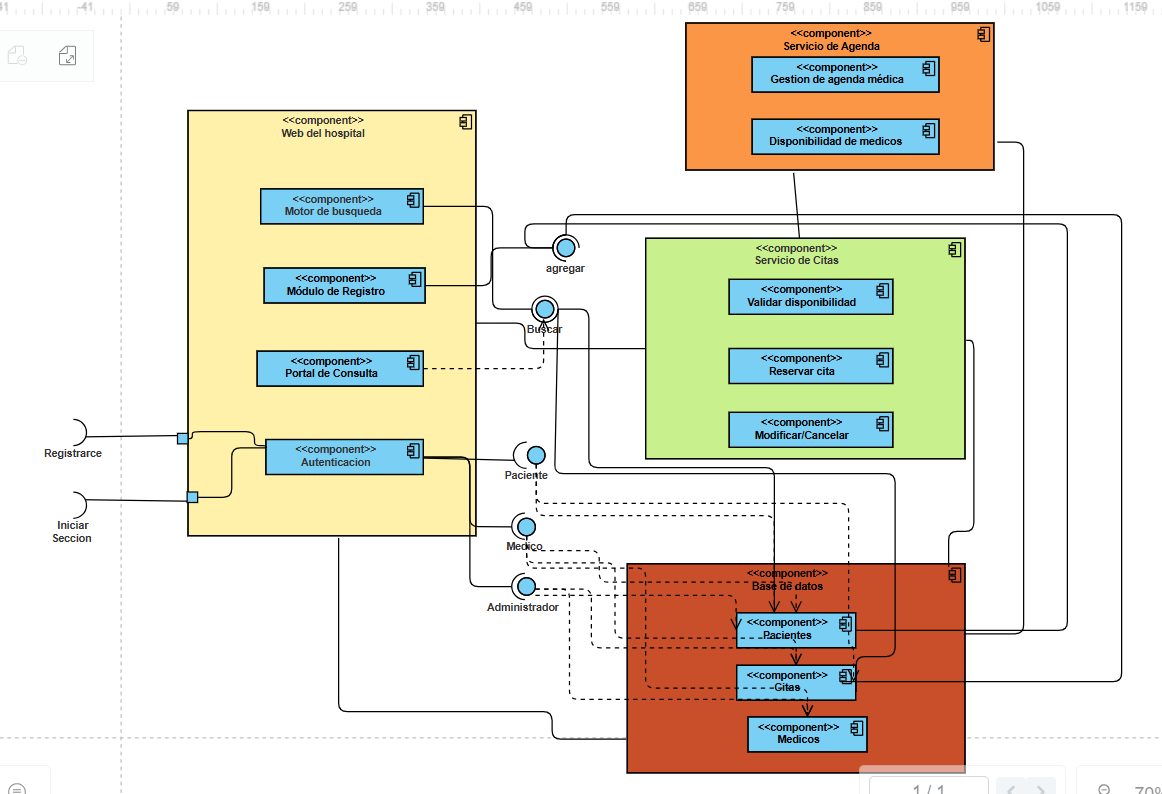 41
-41
59
159
259
359
459
559
659
759
859
959
1059
1159
<<component>>
Servicio de Agenda
<<component>>
Gestion de agenda médica
<<component>>
Disponibilidad de medicos
<<component>>
Web del hospital
<<component>>
Motor de busqueda
<<component>>
Módulo de Registro
<<component>>
Portal de Consulta
<<component>>
Autenticacion
Registrarce
Iniciar
Seccion
agregar
Buscar
Paciente
Medico
Administrador
<<component>>
Servicio de Citas
<<component>>
Validar disponibilidad
<<component>>
Reservar cita
<<component>>
Modificar/Cancelar
<<component>>
Base de datos
<<component>>
Pacientes
<<component>>
Citas
<<component>>
Medicos
1 / 1
70%